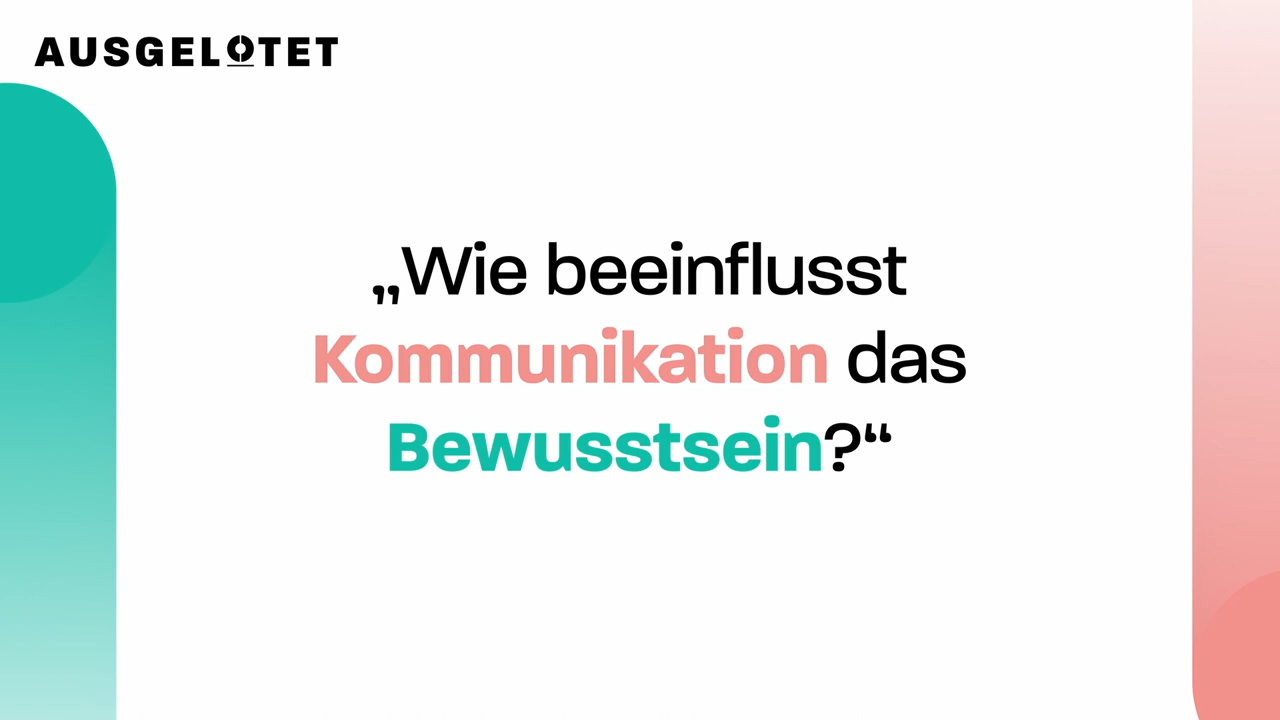 AUSGELOTET
„Wie beeinflusst
Kommunikation das
Bewusstsein?“